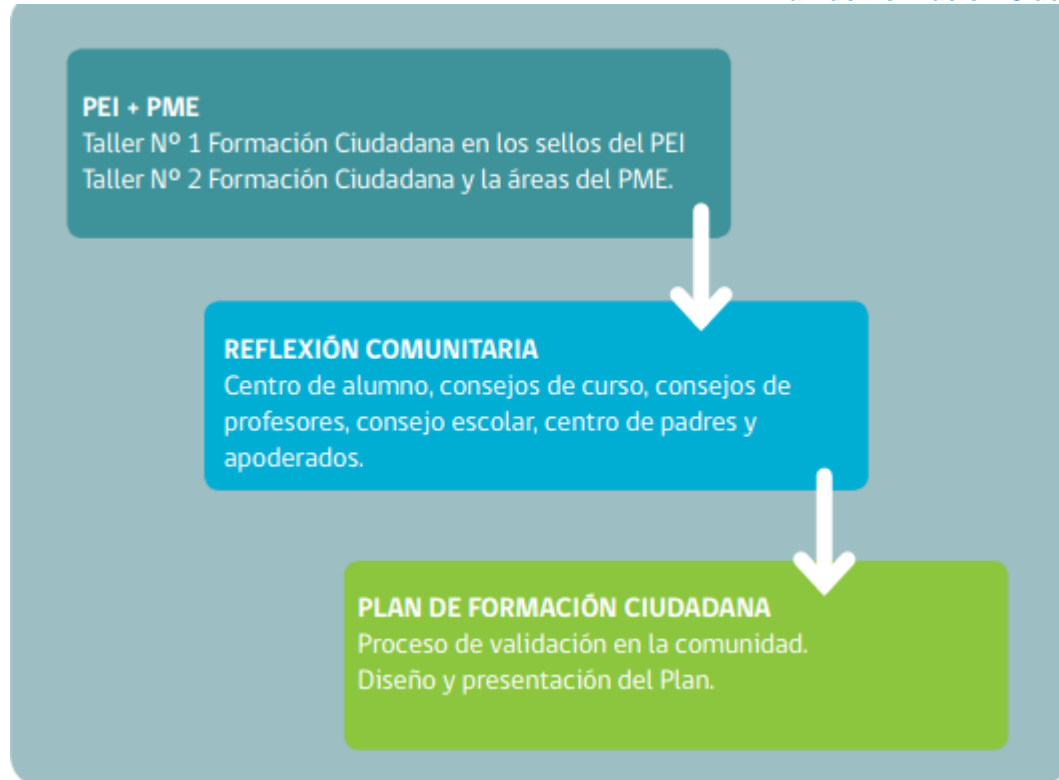 PEI + PME
Taller Nº 1 Formación Ciudadana en los sellos del PEI
Taller Nº 2 Formación Ciudadana y la áreas del PME.
REFLEXIÓN COMUNITARIA
Centro de alumno, consejos de curso, consejos de
profesores, consejo escolar, centro de padres y
apoderados.
PLAN DE FORMACIÓN CIUDADANA
Proceso de validación en la comunidad.
Diseño y presentación del Plan.